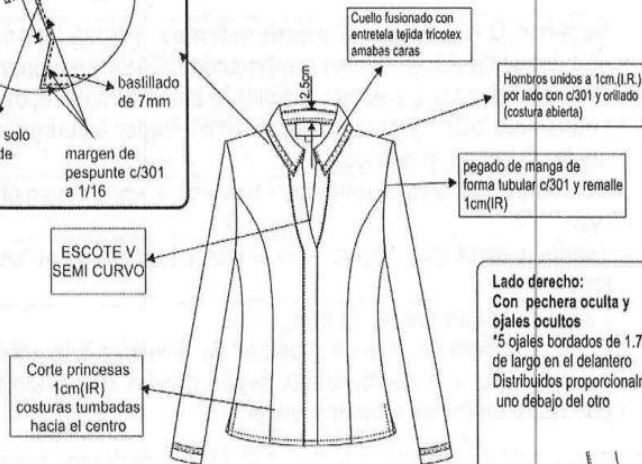 bastillado
de 7mm
solo
de
margen de
pespunte c/301
a 1/16
Cuello fusionado con
entretela tejida tricotex
amabas caras
2.5cm
Hombros unidos a 1cm.(I.R.)
por lado con c/301 y orillado
(costura abierta)
pegado de manga de
forma tubular c/301 y remalle
1cm(IR)
ESCOTE V
SEMI CURVO
Corte princesas
1cm(IR)
costuras tumbadas
hacia el centro
Lado derecho:
Con pechera oculta y
ojales ocultos
*5 ojales bordados de 1.7
de largo en el delantero
Distribuidos proporcional
uno debajo del otro